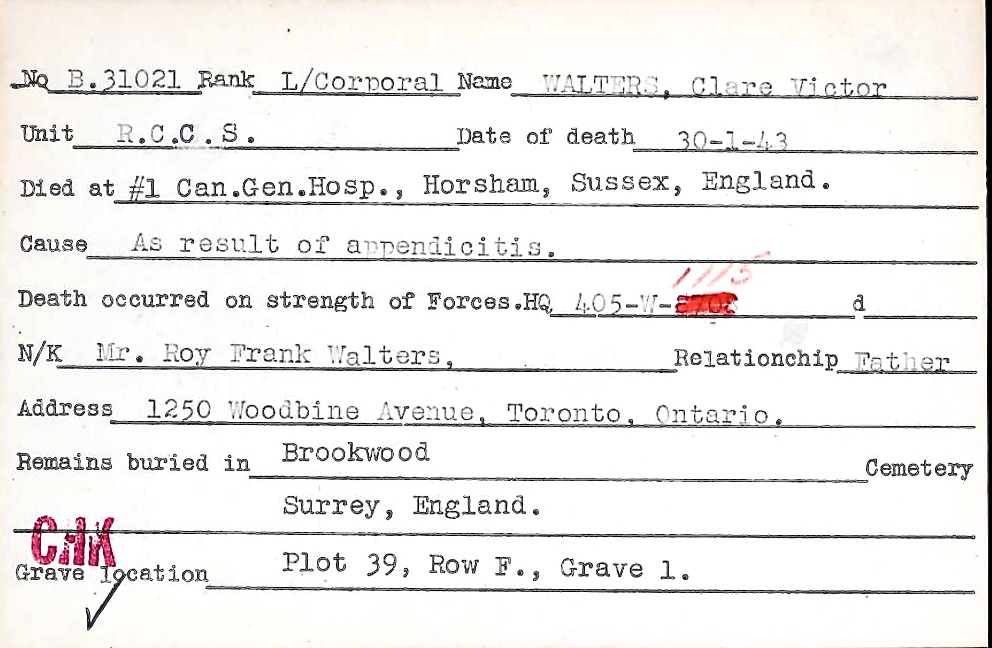 No B.31021 Rank L/Corporal Name WALTERS, Clare Victor
Unit R.C.C.S. Date of death 30-1-43
Died at #1 Can.Gen.Hosp., Horsham, Sussex, England.
Cause As result of appendicitis.
1115
Death occurred on strength of Forces.HQ 405-W- d
N/K Mr. Roy Frank Walters, Relationchip Father
Address 1250 Woodbine Avenue, Toronto, Ontario.
Remains buried in Brookwood Cemetery
Surrey, England.
CHK
Grave location Plot 39, Row F., Grave 1.